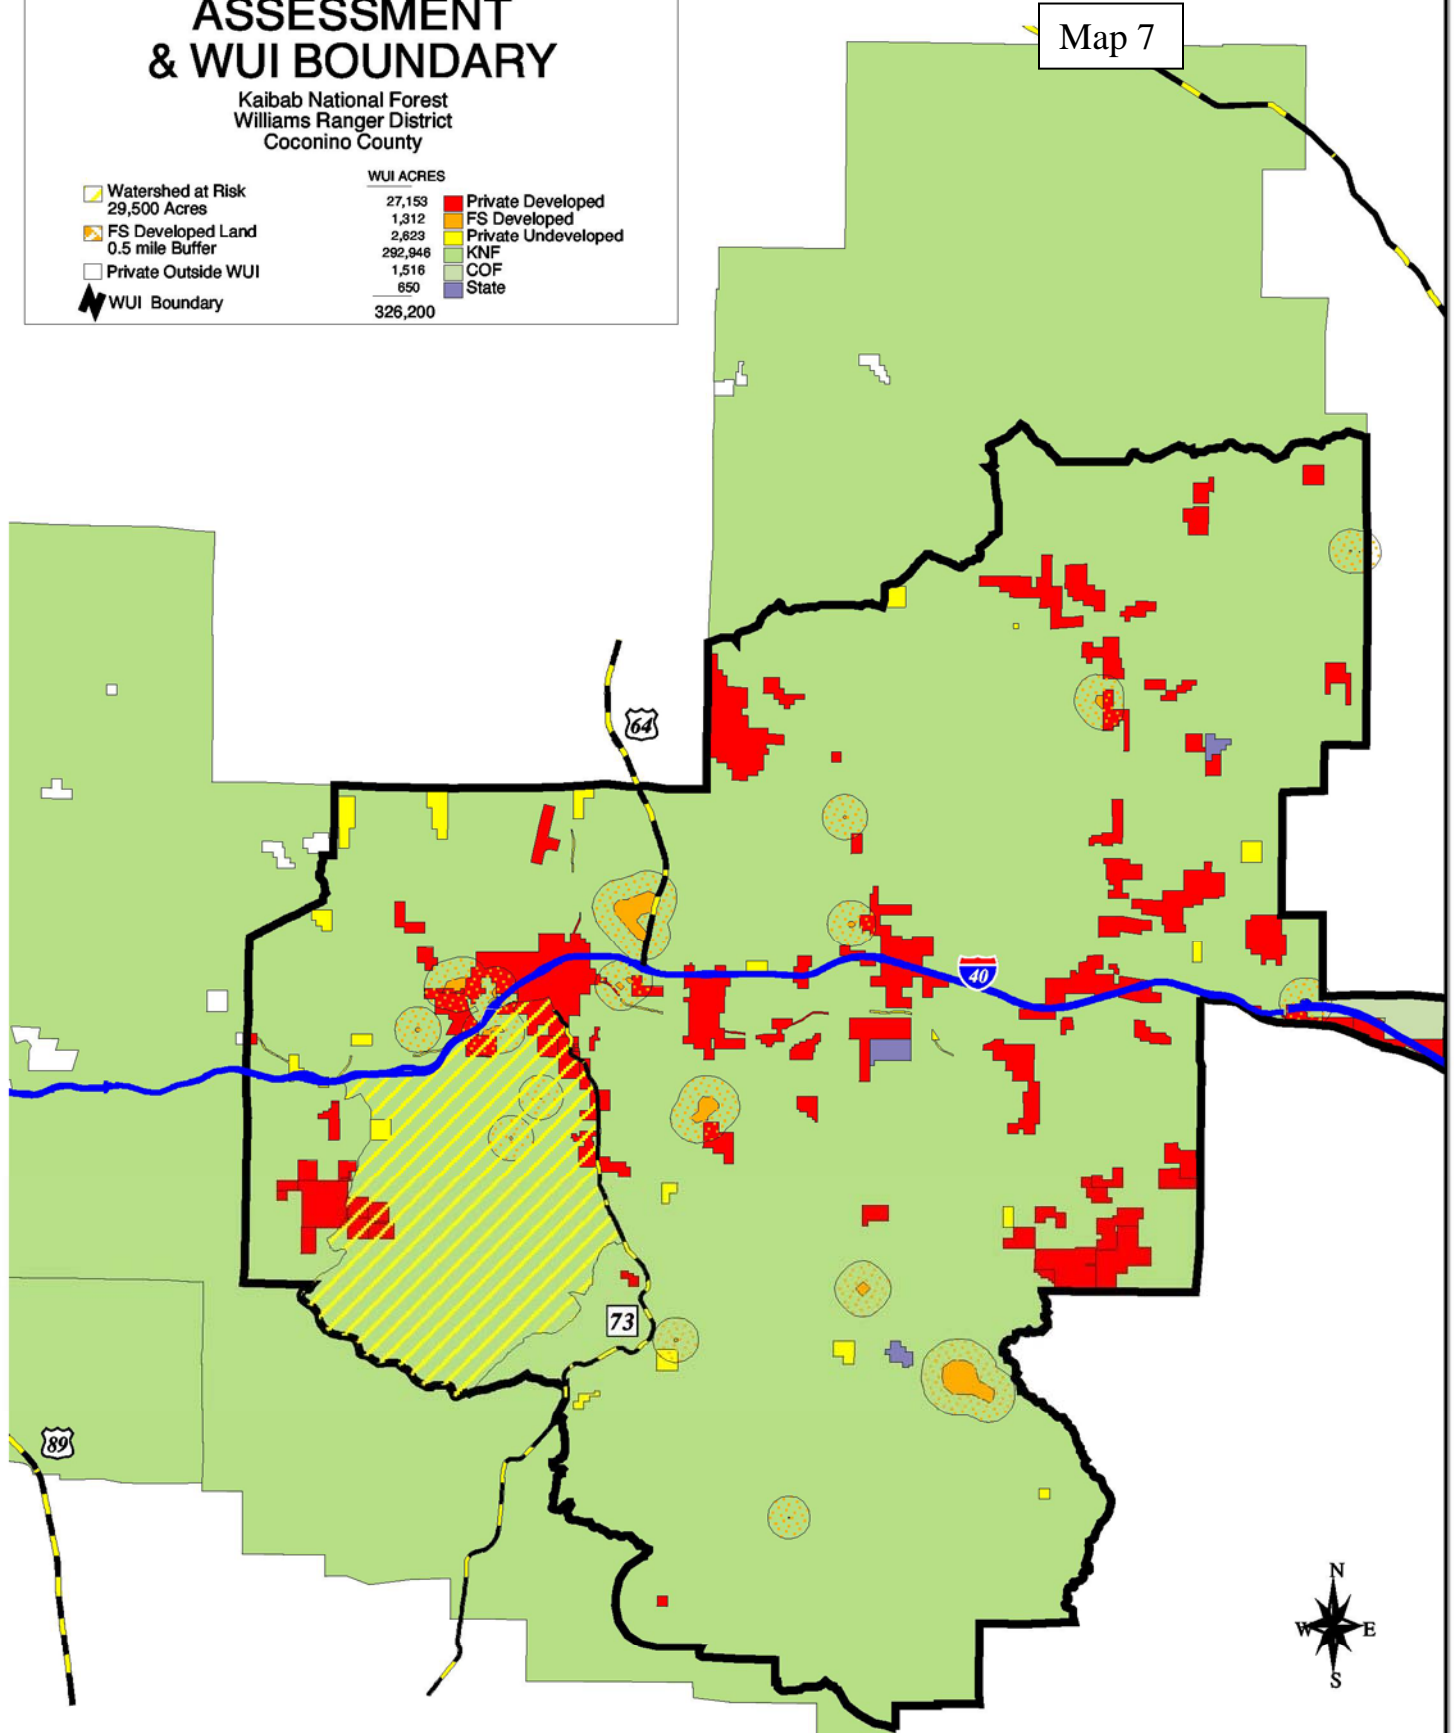 ASSESSMENT
& WUI BOUNDARY
Kaibab National Forest
Williams Ranger District
Coconino County
Watershed at Risk
29,500 Acres
FS Developed Land
0.5 mile Buffer
Private Outside WUI
WUI Boundary
WUI ACRES
27,153 Private Developed
1,312 FS Developed
2,623 Private Undeveloped
292,946 KNF
1,516 COF
650 State
326,200
Map 7
64
40
73
89
N
W E
S